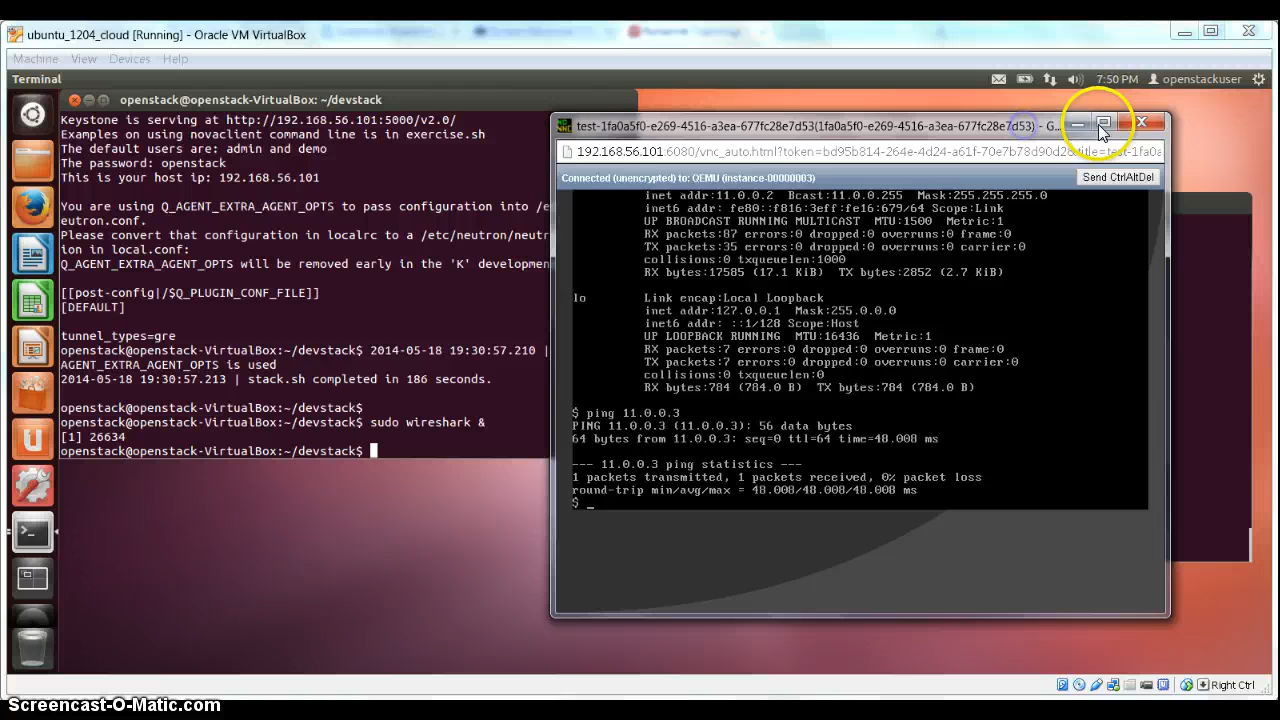 ubuntu_1204_cloud [Running] - Oracle VM VirtualBox
Machine View Devices Help
Terminal
7:50 PM openstackuser
openstack@openstack-VirtualBox: ~/devstack
Keystone is serving at http://192.168.56.101:5000/v2.0/
Examples on using novaclient command line is in exercise.sh
The default users are: admin and demo
The password: openstack
This is your host ip: 192.168.56.101
You are using Q_AGENT_EXTRA_AGENT_OPTS to pass configuration into /e
eutron.conf.
Please convert that configuration in localrc to a /etc/neutron/neutr
ion in local.conf:
Q_AGENT_EXTRA_AGENT_OPTS will be removed early in the 'K' developmen
[[post-config|/$Q_PLUGIN_CONF_FILE]]
[DEFAULT]
tunnel_types=gre
openstack@openstack-VirtualBox:~/devstack$ 2014-05-18 19:30:57.210 |
AGENT_EXTRA_AGENT_OPTS is used
2014-05-18 19:30:57.213 | stack.sh completed in 186 seconds.
openstack@openstack-VirtualBox:~/devstack$
openstack@openstack-VirtualBox:~/devstack$ sudo wireshark &
[1] 26634
openstack@openstack-VirtualBox:~/devstack$
test-1fa0a5f0-e269-4516-a3ea-677fc28e7d53(1fa0a5f0-e269-4516-a3ea-677fc28e7d53) - G...
192.168.56.101:6080/vnc_auto.html?token=bd95b814-264e-4d24-a61f-70e7b78d90d2&title=test-1fa0a
Connected (unencrypted) to: QEMU (instance-00000003)
Send CtrlAltDel
inet addr:11.0.0.2 Bcast:11.0.0.255 Mask:255.255.255.0
inet6 addr: fe80::f816:3eff:fe16:679/64 Scope:Link
UP BROADCAST RUNNING MULTICAST MTU:1500 Metric:1
RX packets:87 errors:0 dropped:0 overruns:0 frame:0
TX packets:35 errors:0 dropped:0 overruns:0 carrier:0
collisions:0 txqueuelen:1000
RX bytes:17585 (17.1 KiB) TX bytes:2852 (2.7 KiB)
lo Link encap:Local Loopback
inet addr:127.0.0.1 Mask:255.0.0.0
inet6 addr: ::1/128 Scope:Host
UP LOOPBACK RUNNING MTU:16436 Metric:1
RX packets:7 errors:0 dropped:0 overruns:0 frame:0
TX packets:7 errors:0 dropped:0 overruns:0 carrier:0
collisions:0 txqueuelen:0
RX bytes:784 (784.0 B) TX bytes:784 (784.0 B)
$ ping 11.0.0.3
PING 11.0.0.3 (11.0.0.3): 56 data bytes
64 bytes from 11.0.0.3: seq=0 ttl=64 time=48.008 ms
--- 11.0.0.3 ping statistics ---
1 packets transmitted, 1 packets received, 0% packet loss
round-trip min/avg/max = 48.008/48.008/48.008 ms
$ _
Right Ctrl
Screencast-O-Matic.com